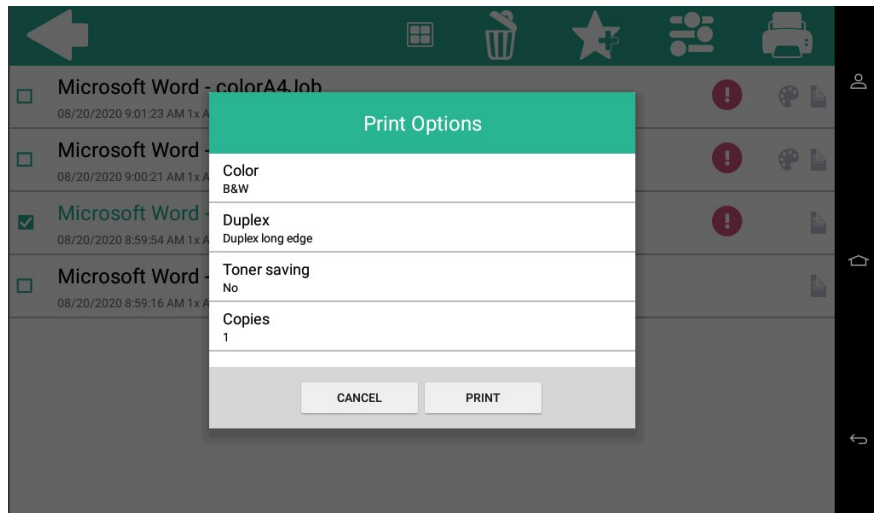 Microsoft Word - colorA4Job
08/20/2020 9:01:23 AM 1x A
Print Options
Microsoft Word -
08/20/2020 9:00:21 AM 1x A
Color
B&W
Microsoft Word -
08/20/2020 8:59:54 AM 1x A
Duplex
Duplex long edge
Microsoft Word -
08/20/2020 8:59:16 AM 1x A
Toner saving
No
Copies
1
CANCEL PRINT